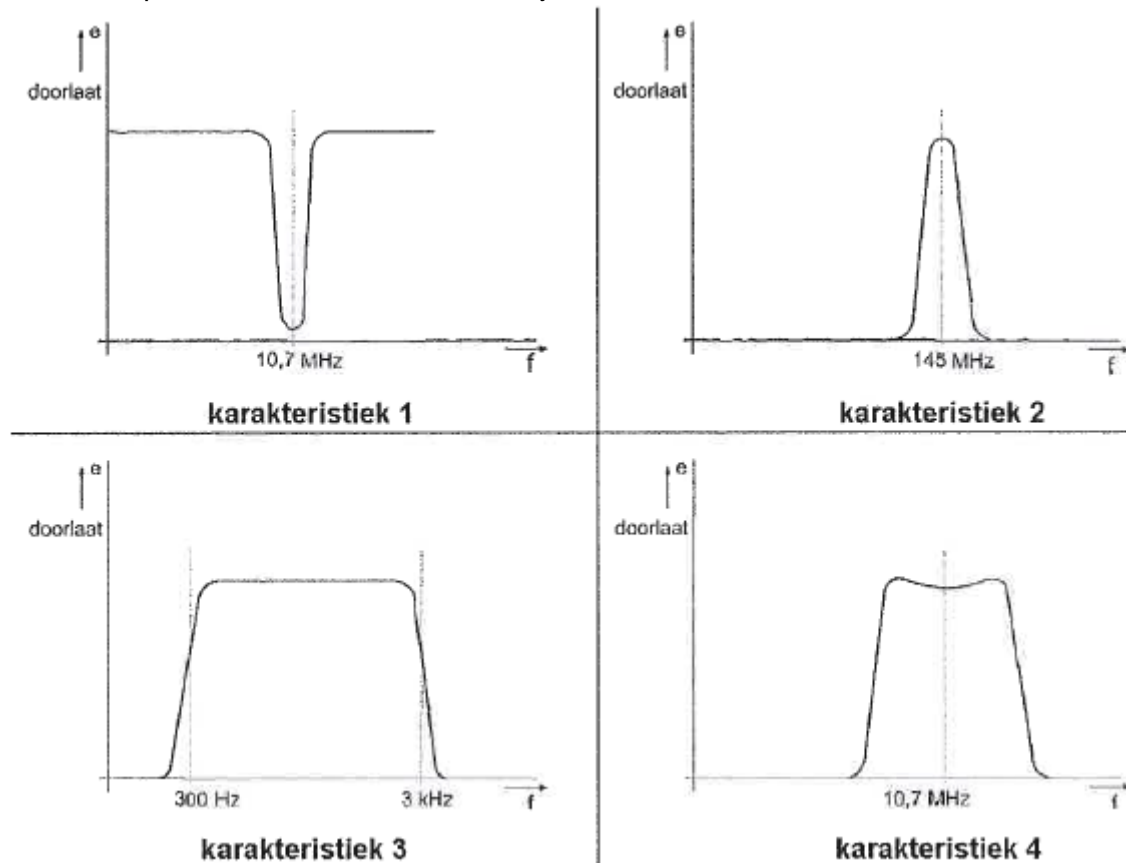 e
doorlaat
10,7 MHz
f
karakteristiek 1
e
doorlaat
145 MHz
f
karakteristiek 2
e
doorlaat
300 Hz
3 kHz
f
karakteristiek 3
e
doorlaat
10,7 MHz
f
karakteristiek 4